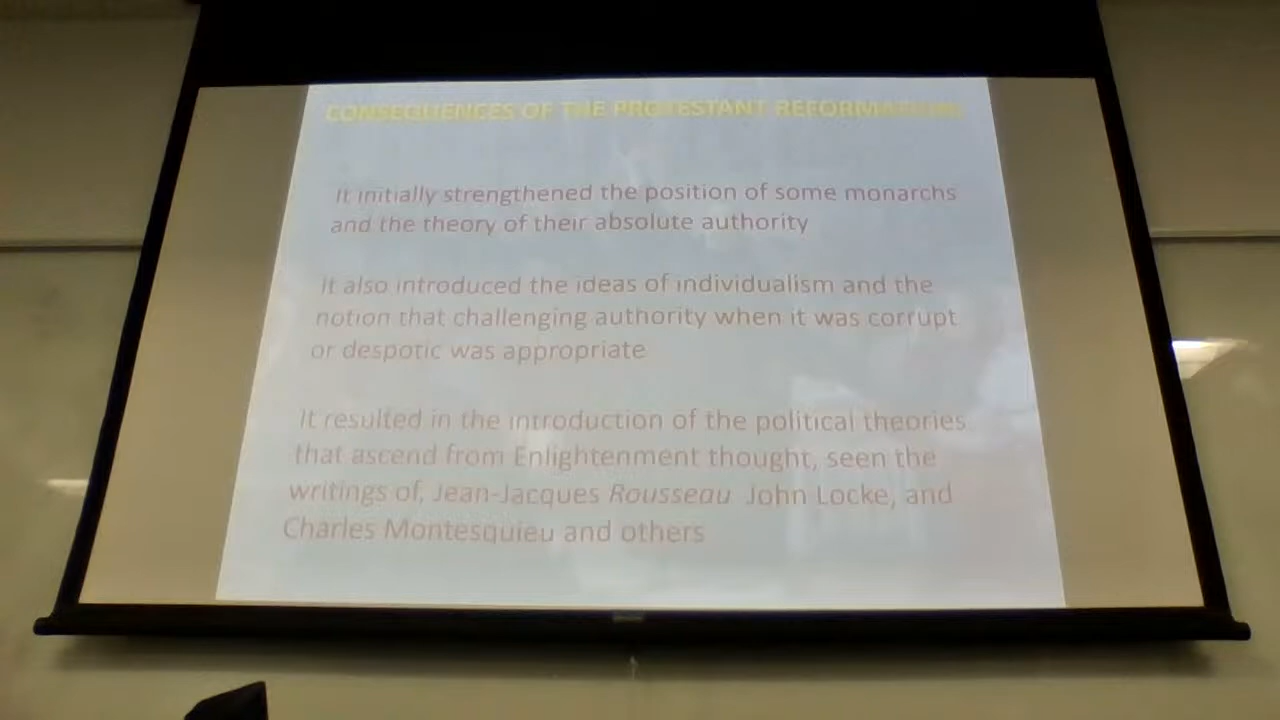 CONSEQUENCES OF THE PROTESTANT REFORMATION
It initially strengthened the position of some monarchs
and the theory of their absolute authority
It also introduced the ideas of individualism and the
notion that challenging authority when it was corrupt
or despotic was appropriate
It resulted in the introduction of the political theories
that ascend from Enlightenment thought, seen the
writings of, Jean-Jacques Rousseau John Locke, and
Charles Montesquieu and others